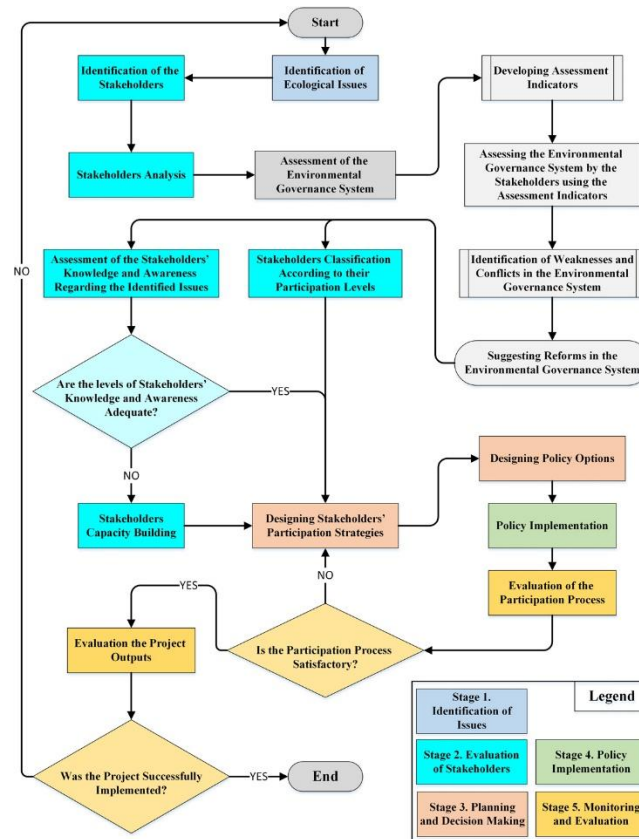 Start
Identification of the
Stakeholders
Identification of
Ecological Issues
Developing Assessment
Indicators
Stakeholders Analysis
Assessment of the
Environmental
Governance System
Assessing the Environmental
Governance System by the
Stakeholders using the
Assessment Indicators
NO
Assessment of the Stakeholders'
Knowledge and Awareness
Regarding the Identified Issues
Stakeholders Classification
According to their
Participation Levels
Identification of Weaknesses and
Conflicts in the Environmental
Governance System
Suggesting Reforms in the
Environmental Governance System
Are the levels of Stakeholders'
Knowledge and Awareness
Adequate?
YES
NO
Stakeholders
Capacity Building
Designing Stakeholders'
Participation Strategies
Designing Policy Options
Policy Implementation
Evaluation of the
Participation Process
NO
YES
Is the Participation Process
Satisfactory?
Evaluation the Project
Outputs
Was the Project Successfully
Implemented?
YES
End
Legend
Stage 1.
Identification of
Issues
Stage 2. Evaluation
of Stakeholders
Stage 4. Policy
Implementation
Stage 3. Planning
and Decision Making
Stage 5. Monitoring
and Evaluation